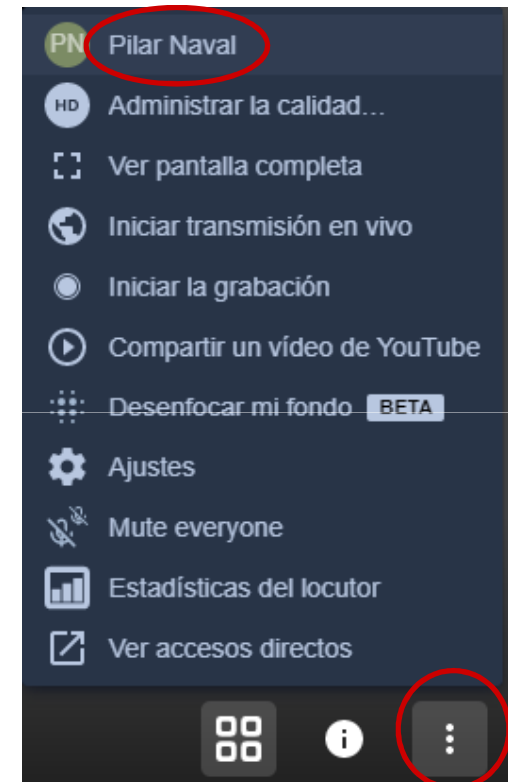 PN Pilar Naval
HD Administrar la calidad...
Ver pantalla completa
Iniciar transmisión en vivo
Iniciar la grabación
Compartir un vídeo de YouTube
Desenfocar mi fondo BETA
Ajustes
Mute everyone
Estadísticas del locutor
Ver accesos directos